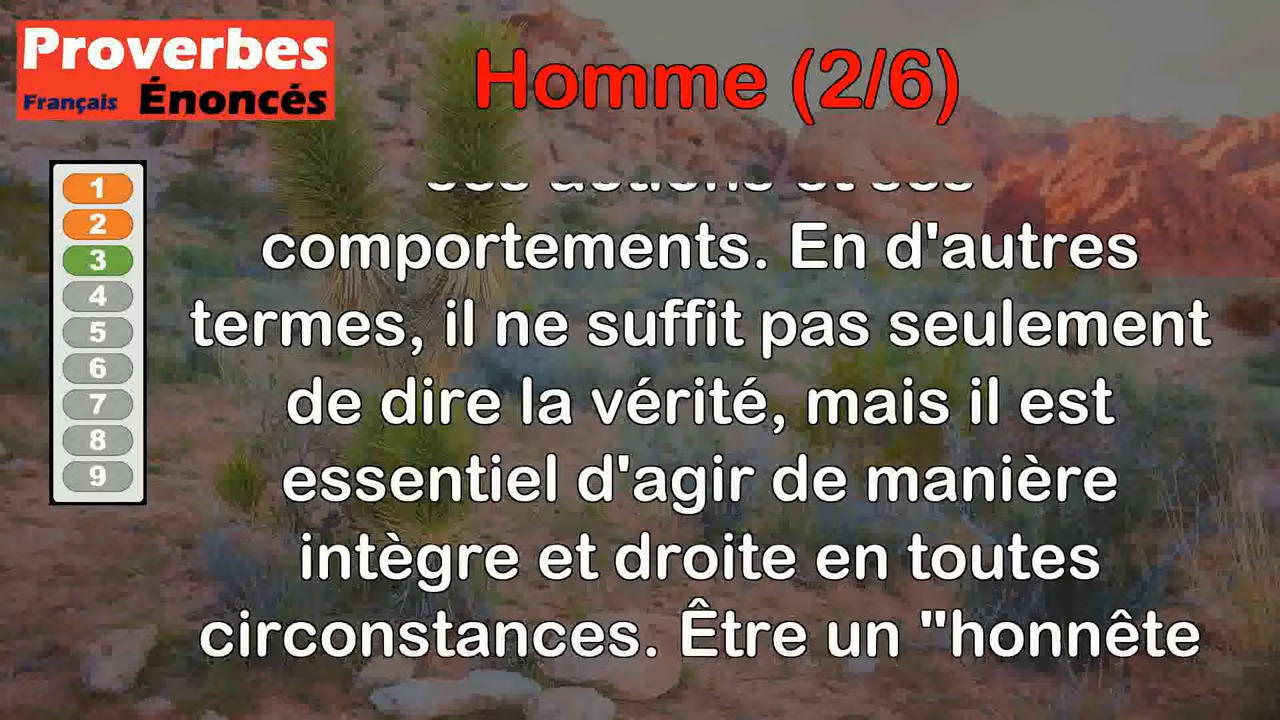 Proverbes
Français Énoncés
Homme (2/6)
1
2
3
4
5
6
7
8
9
comportements. En d'autres
termes, il ne suffit pas seulement
de dire la vérité, mais il est
essentiel d'agir de manière
intègre et droite en toutes
circonstances. Être un "honnête